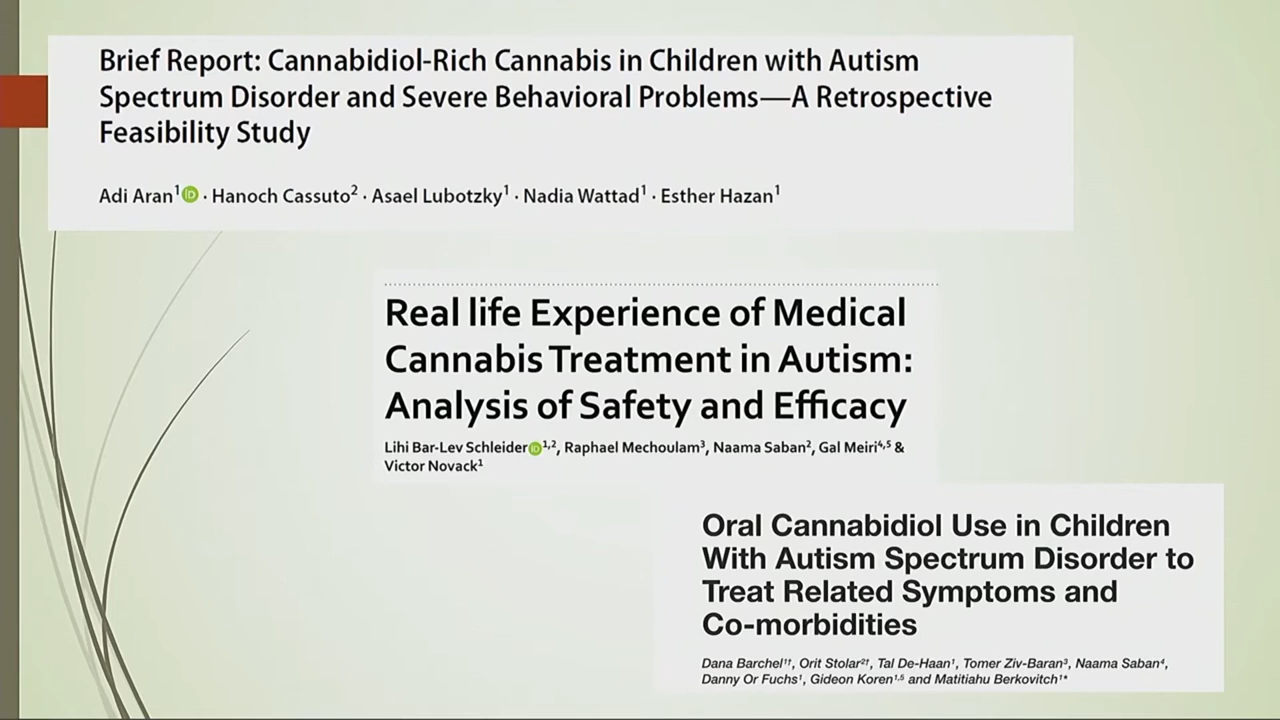 Brief Report: Cannabidiol-Rich Cannabis in Children with Autism
Spectrum Disorder and Severe Behavioral Problems—A Retrospective
Feasibility Study
Adi Aran¹ iD · Hanoch Cassuto² · Asael Lubotzky¹ · Nadia Wattad¹ · Esther Hazan¹
Real life Experience of Medical
Cannabis Treatment in Autism:
Analysis of Safety and Efficacy
Lihi Bar-Lev Schleider iD ¹,², Raphael Mechoulam³, Naama Saban², Gal Meiri⁴,⁵ &
Victor Novack¹
Oral Cannabidiol Use in Children
With Autism Spectrum Disorder to
Treat Related Symptoms and
Co-morbidities
Dana Barchel¹†, Orit Stolar²†, Tal De-Haan¹, Tomer Ziv-Baran³, Naama Saban⁴,
Danny Or Fuchs¹, Gideon Koren¹,⁵ and Matitiahu Berkovitch¹*